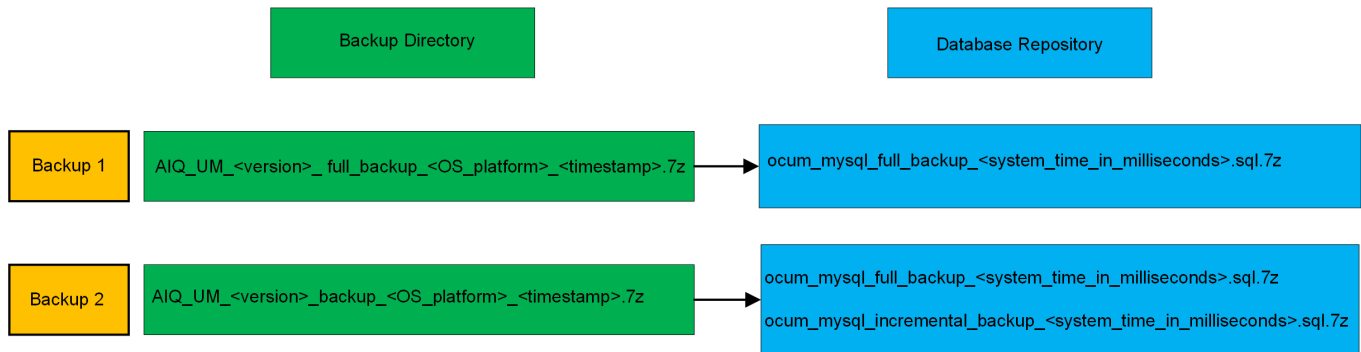 Backup Directory
Database Repository
Backup 1
AIQ_UM_<version>_ full_backup_<OS_platform>_<timestamp>.7z
ocum_mysql_full_backup_<system_time_in_milliseconds>.sql.7z
Backup 2
AIQ_UM_<version>_backup_<OS_platform>_<timestamp>.7z
ocum_mysql_full_backup_<system_time_in_milliseconds>.sql.7z
ocum_mysql_incremental_backup_<system_time_in_milliseconds>.sql.7z